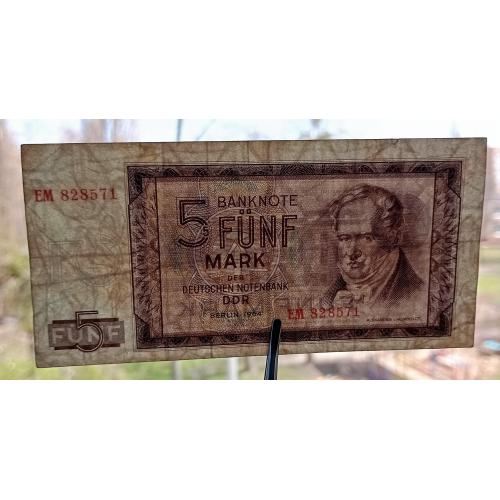 EM 828571
BANKNOTE
5 FÜNF
MARK
DER
DEUTSCHEN NOTENBANK
DDR
BERLIN 1964
EM 828571
5
FÜNF